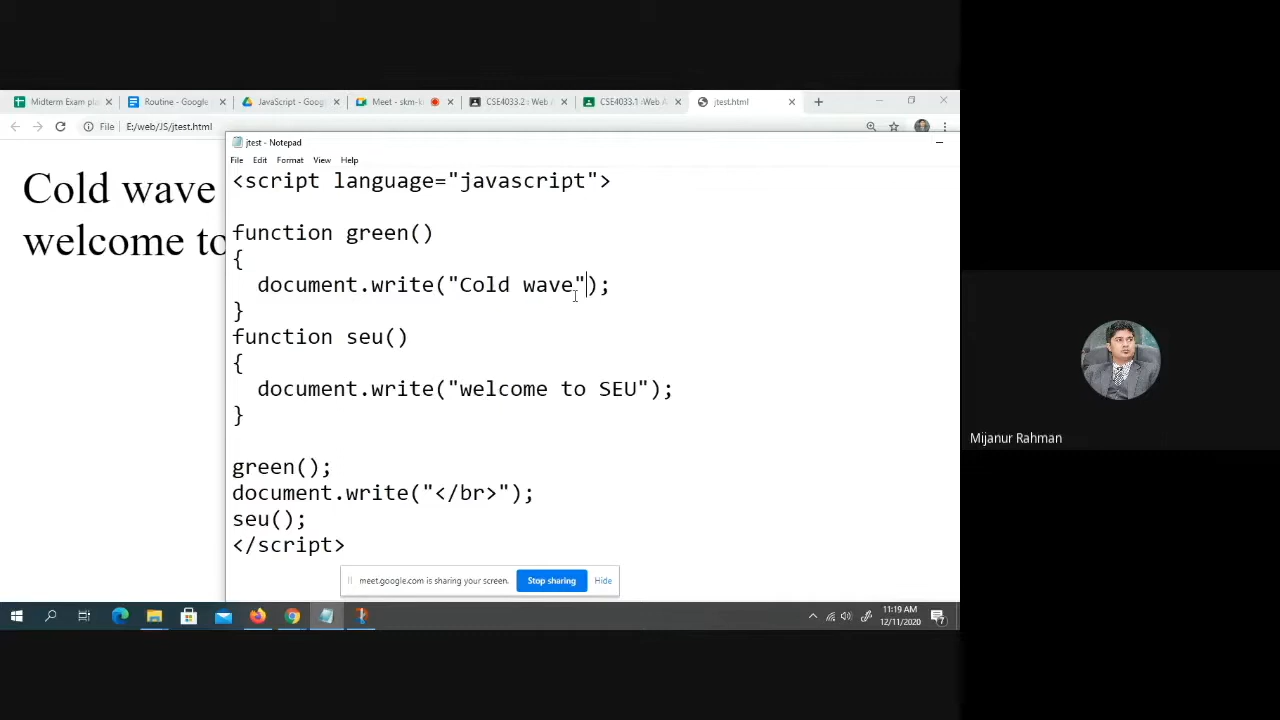 Midterm Exam pla
Routine - Google
JavaScript - Goog
Meet - skm-k
CSE4033.2 : Web A
CSE4033.1 :Web A
jtest.html
File
E:/web/JS/jtest.html
jtest - Notepad
File Edit Format View Help
Cold wave
welcome to
<script language="javascript">
function green()
{
document.write("Cold wave");
}
function seu()
{
document.write("welcome to SEU");
}
green();
document.write("</br>");
seu();
</script>
meet.google.com is sharing your screen.
Stop sharing
Hide
11:19 AM
12/11/2020
7
Mijanur Rahman